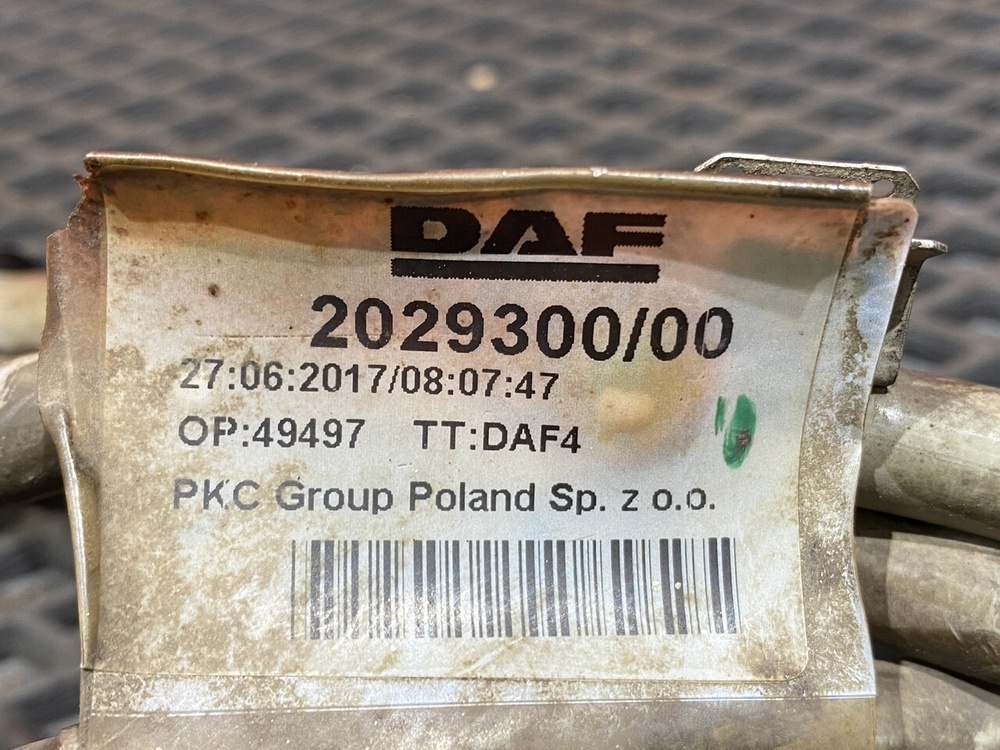 DAF
2029300/00
27:06:2017/08:07:47
OP:49497 TT:DAF4
PKC Group Poland Sp. z o.o.